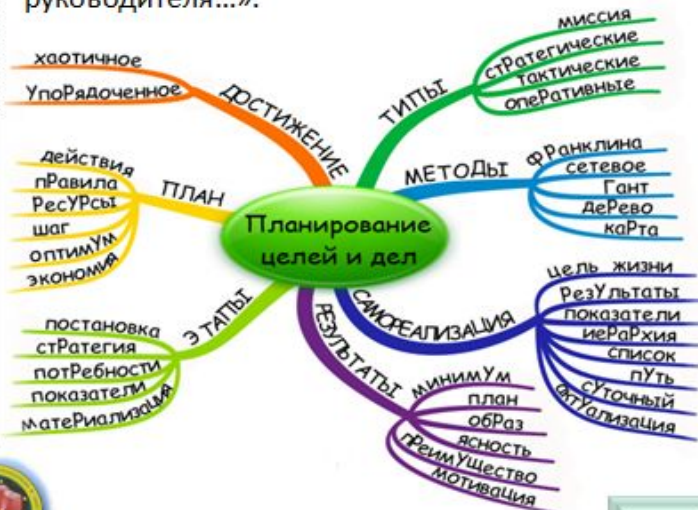 руководителя...».
хаотичное
УпоРядоченное
ДОСТИЖЕНИЕ
ТИПЫ
миссия
стРатегические
тактические
опеРативные
МЕТОДЫ
фРанклина
сетевое
Гант
деРево
каРта
действия
пРавила
РесУРсы
шаг
оптимУм
экономия
ПЛАН
Планирование
целей и дел
САМОРЕАЛИЗАЦИЯ
цель жизни
РезУльтаты
показатели
иеРаРхия
список
пУть
сУточный
актУализация
ЭТАПЫ
постановка
стРатегия
потРебности
показатели
матеРиализация
РЕЗУЛЬТАТЫ
минимУм
план
обРаз
ясность
пРеимУщество
мотивация